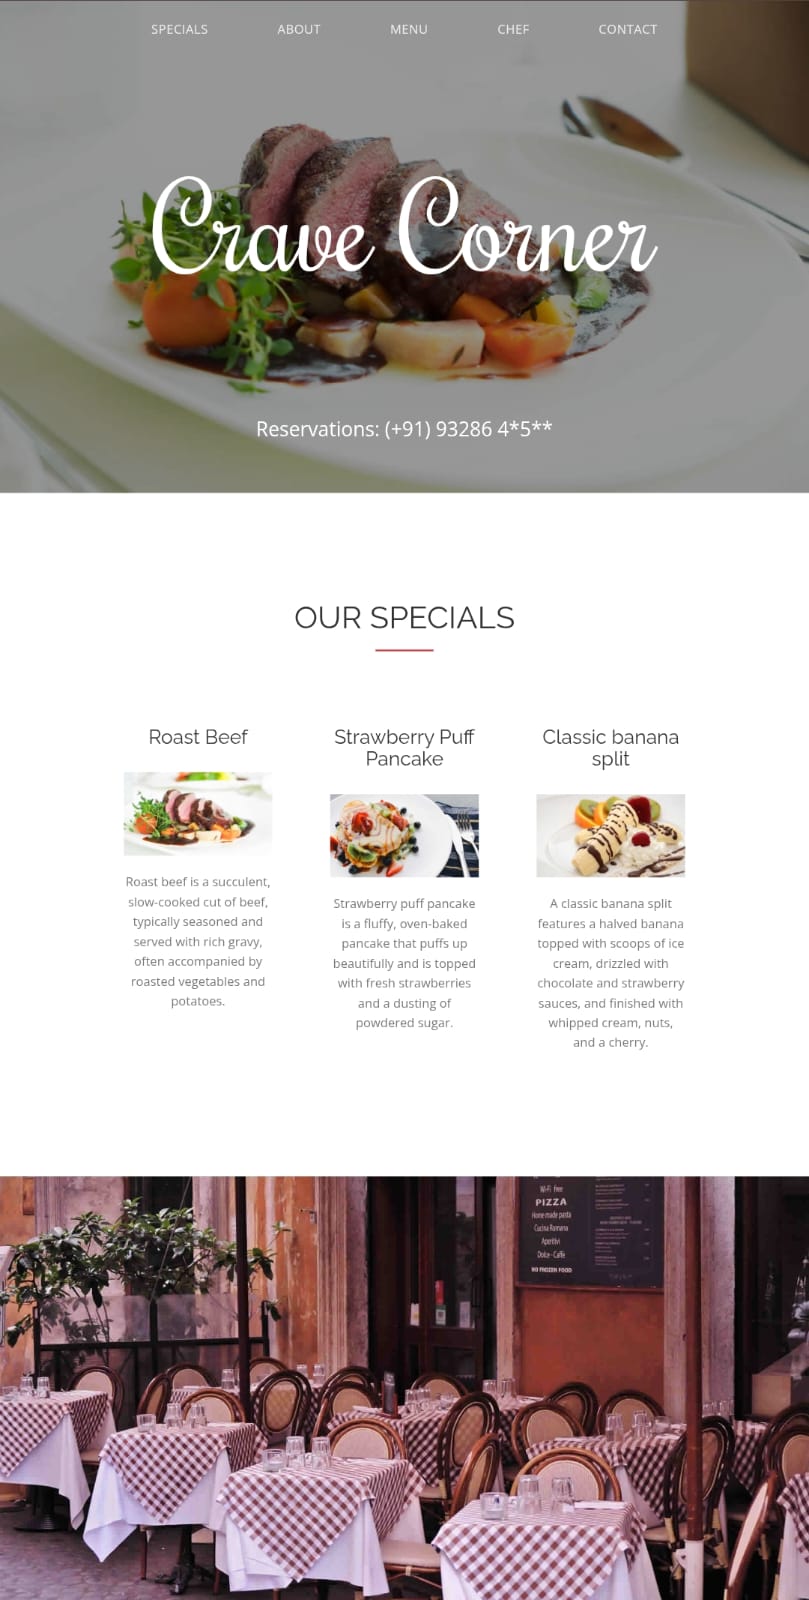 SPECIALS ABOUT MENU CHEF CONTACT
Crave Corner
Reservations: (+91) 93286 4*5**
OUR SPECIALS
Roast Beef
Roast beef is a succulent,
slow-cooked cut of beef,
typically seasoned and
served with rich gravy,
often accompanied by
roasted vegetables and
potatoes.
Strawberry Puff
Pancake
Strawberry puff pancake
is a fluffy, oven-baked
pancake that puffs up
beautifully and is topped
with fresh strawberries
and a dusting of
powdered sugar.
Classic banana
split
A classic banana split
features a halved banana
topped with scoops of ice
cream, drizzled with
chocolate and strawberry
sauces, and finished with
whipped cream, nuts,
and a cherry.
Wi-Fi free
PIZZA
Home made pasta
Cucina Romana
Aperitivi
Dolce - Caffè
NO FROZEN FOOD